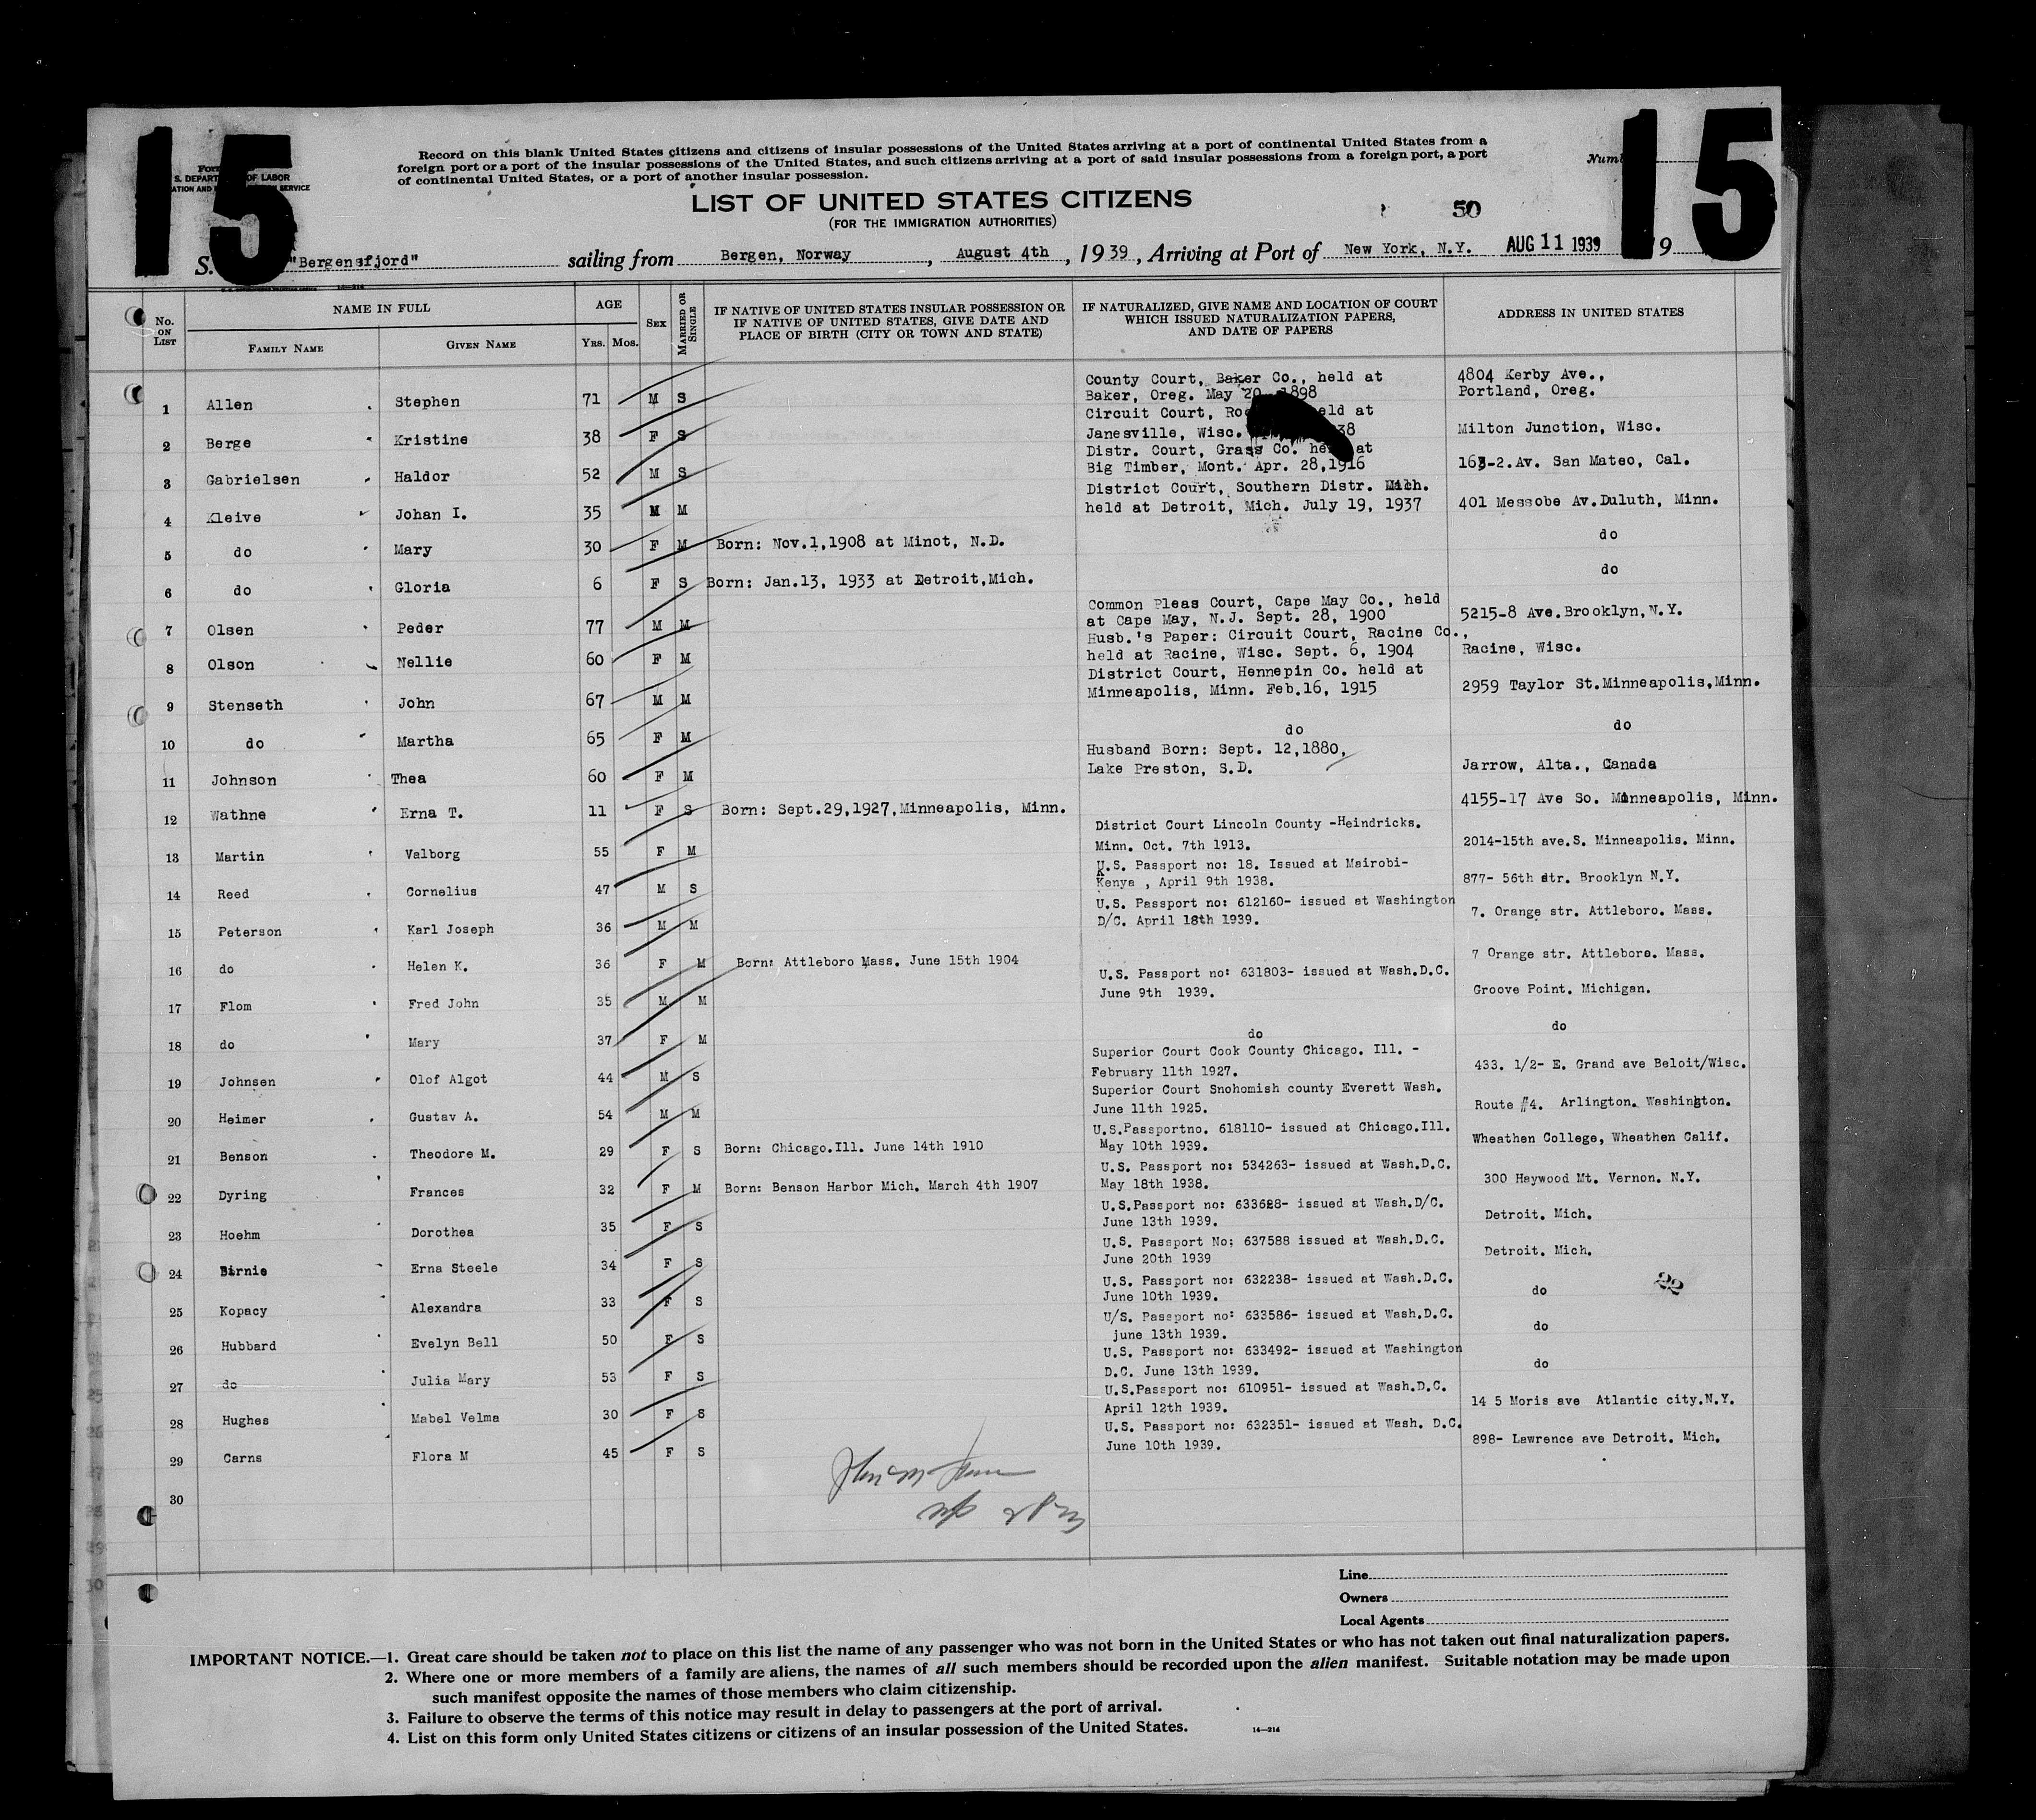 15
15
Record on this blank United States citizens and citizens of insular possessions of the United States arriving at a port of continental United States from a
foreign port or a port of the insular possessions of the United States, and such citizens arriving at a port of said insular possessions from a foreign port, a port
of continental United States, or a port of another insular possession.
LIST OF UNITED STATES CITIZENS
(FOR THE IMMIGRATION AUTHORITIES)
50
S. "Bergensfjord" sailing from Bergen, Norway, August 4th, 1939, Arriving at Port of New York, N.Y. AUG 11 1939 19
No. ON LIST
NAME IN FULL
FAMILY NAME
GIVEN NAME
AGE
YRS. MOS.
SEX
MARRIED OR SINGLE
IF NATIVE OF UNITED STATES INSULAR POSSESSION OR
IF NATIVE OF UNITED STATES, GIVE DATE AND
PLACE OF BIRTH (CITY OR TOWN AND STATE)
IF NATURALIZED, GIVE NAME AND LOCATION OF COURT
WHICH ISSUED NATURALIZATION PAPERS,
AND DATE OF PAPERS
ADDRESS IN UNITED STATES
1 Allen Stephen 71 M S County Court, Baker Co., held at
Baker, Oreg. May 20, 1898 4804 Kerby Ave.,
Portland, Oreg.
2 Berge Kristine 38 F S Circuit Court, held at
Janesville, Wisc. Milton Junction, Wisc.
3 Gabrielsen Haldor 52 M S Distr. Court, Grass Co. held at
Big Timber, Mont. Apr. 28,1916 163-2.Av. San Mateo, Cal.
4 Kleive Johan I. 35 M M District Court, Southern Distr. Mich.
held at Detroit, Mich. July 19, 1937 401 Messobe Av.Duluth, Minn.
5 do Mary 30 F M Born: Nov.1,1908 at Minot, N.D. do
6 do Gloria 6 F S Born: Jan.13, 1933 at Detroit,Mich. do
7 Olsen Peder 77 M M Common Pleas Court, Cape May Co., held
at Cape May, N.J. Sept. 28, 1900 5215-8 Ave.Brooklyn,N.Y.
8 Olson Nellie 60 F M Husb.'s Paper: Circuit Court, Racine Co.,
held at Racine, Wisc. Sept. 6, 1904 Racine, Wisc.
9 Stenseth John 67 M M District Court, Hennepin Co. held at
Minneapolis, Minn. Feb.16, 1915 2959 Taylor St.Minneapolis,Minn.
10 do Martha 65 F M do do
11 Johnson Thea 60 F M Husband Born: Sept. 12,1880,
Lake Preston, S.D. Jarrow, Alta., Canada
12 Wathne Erna T. 11 F S Born: Sept.29,1927,Minneapolis, Minn. 4155-17 Ave So. Minneapolis, Minn.
13 Martin Valborg 55 F M District Court Lincoln County -Heindricks.
Minn. Oct. 7th 1913. 2014-15th ave.S. Minneapolis. Minn.
14 Reed Cornelius 47 M S U.S. Passport no: 18. Issued at Mairobi-
Kenya , April 9th 1938. 877- 56th str. Brooklyn N.Y.
15 Peterson Karl Joseph 36 M M U.S. Passport no: 612160- issued at Washington
D/C. April 18th 1939. 7. Orange str. Attleboro. Mass.
16 do Helen K. 36 F M Born: Attleboro Mass. June 15th 1904 7 Orange str. Attleboro. Mass.
17 Flom Fred John 35 M M U.S. Passport no: 631803- issued at Wash.D.C.
June 9th 1939. Groove Point. Michigan.
18 do Mary 37 F M do do
19 Johnsen Olof Algot 44 M S Superior Court Cook County Chicago. Ill. -
February 11th 1927. 433. 1/2- E. Grand ave Beloit/Wisc.
20 Heimer Gustav A. 54 M M Superior Court Snohomish county Everett Wash.
June 11th 1925. Route #4. Arlington. Washington.
21 Benson Theodore M. 29 F S Born: Chicago.Ill. June 14th 1910 U.S.Passportno. 618110- issued at Chicago.Ill.
May 10th 1939. Wheathen College, Wheathen Calif.
22 Dyring Frances 32 F M Born: Benson Harbor Mich. March 4th 1907 U.S. Passport no: 534263- issued at Wash.D.C.
May 18th 1938. 300 Haywood Mt. Vernon. N.Y.
23 Hoehm Dorothea 35 F S U.S.Passport no: 633628- issued at Wash.D/C.
June 13th 1939. Detroit. Mich.
24 Birnie Erna Steele 34 F S U.S. Passport No; 637588 issued at Wash.D.C.
June 20th 1939 Detroit. Mich.
25 Kopacy Alexandra 33 F S U.S. Passport no: 632238- issued at Wash.D.C.
June 10th 1939. do 22
26 Hubbard Evelyn Bell 50 F S U/S. Passport no: 633586- issued at Wash.D.C.
june 13th 1939. do
27 do Julia Mary 53 F S U.S. Passport no: 633492- issued at Washington
D.C. June 13th 1939. do
28 Hughes Mabel Velma 30 F S U.S.Passport no: 610951- issued at Wash.D.C.
April 12th 1939. 14 5 Moris ave Atlantic city.N.Y.
29 Carns Flora M 45 F S U.S. Passport no: 632351- issued at Wash. D.C.
June 10th 1939. 898- Lawrence ave Detroit. Mich.
30
Line
Owners
Local Agents
IMPORTANT NOTICE.—1. Great care should be taken not to place on this list the name of any passenger who was not born in the United States or who has not taken out final naturalization papers.
2. Where one or more members of a family are aliens, the names of all such members should be recorded upon the alien manifest. Suitable notation may be made upon
such manifest opposite the names of those members who claim citizenship.
3. Failure to observe the terms of this notice may result in delay to passengers at the port of arrival.
4. List on this form only United States citizens or citizens of an insular possession of the United States.
14—214